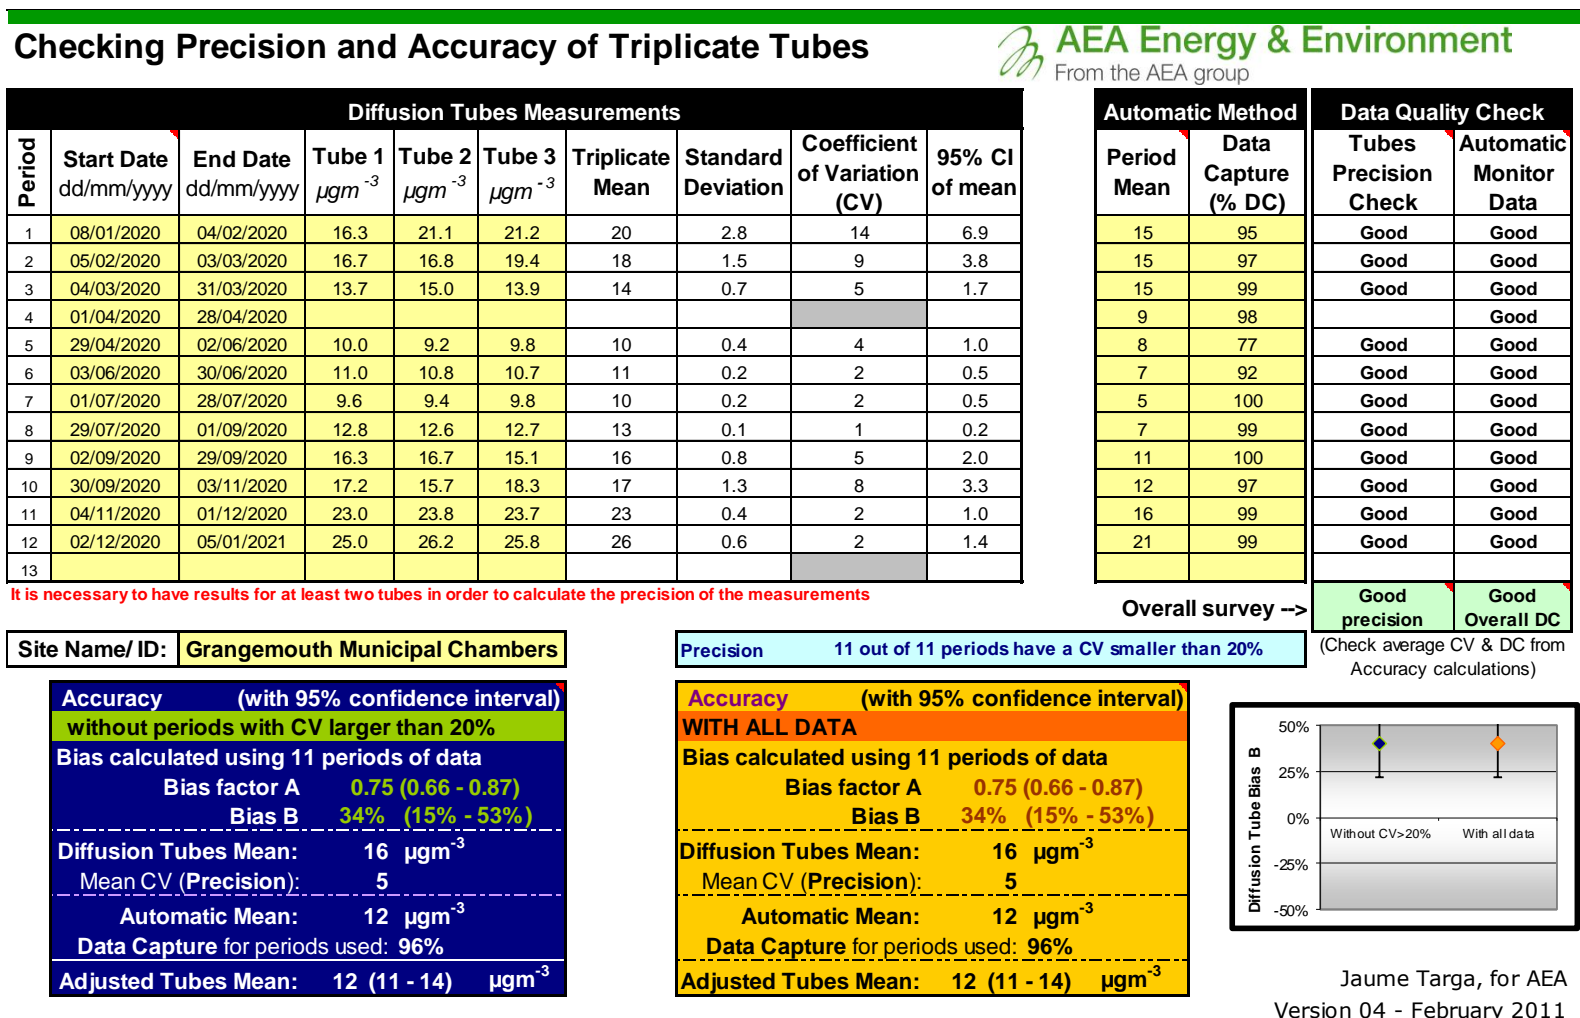 Checking Precision and Accuracy of Triplicate Tubes
AEA Energy & Environment
From the AEA group
Diffusion Tubes Measurements
Automatic Method
Data Quality Check
Period
Start Date dd/mm/yyyy
End Date dd/mm/yyyy
Tube 1 µgm-3
Tube 2 µgm-3
Tube 3 µgm-3
Triplicate Mean
Standard Deviation
Coefficient of Variation (CV)
95% CI of mean
Period Mean
Data Capture (% DC)
Tubes Precision Check
Automatic Monitor Data
1 08/01/2020 04/02/2020 16.3 21.1 21.2 20 2.8 14 6.9 15 95 Good Good
2 05/02/2020 03/03/2020 16.7 16.8 19.4 18 1.5 9 3.8 15 97 Good Good
3 04/03/2020 31/03/2020 13.7 15.0 13.9 14 0.7 5 1.7 15 99 Good Good
4 01/04/2020 28/04/2020 9 98 Good
5 29/04/2020 02/06/2020 10.0 9.2 9.8 10 0.4 4 1.0 8 77 Good Good
6 03/06/2020 30/06/2020 11.0 10.8 10.7 11 0.2 2 0.5 7 92 Good Good
7 01/07/2020 28/07/2020 9.6 9.4 9.8 10 0.2 2 0.5 5 100 Good Good
8 29/07/2020 01/09/2020 12.8 12.6 12.7 13 0.1 1 0.2 7 99 Good Good
9 02/09/2020 29/09/2020 16.3 16.7 15.1 16 0.8 5 2.0 11 100 Good Good
10 30/09/2020 03/11/2020 17.2 15.7 18.3 17 1.3 8 3.3 12 97 Good Good
11 04/11/2020 01/12/2020 23.0 23.8 23.7 23 0.4 2 1.0 16 99 Good Good
12 02/12/2020 05/01/2021 25.0 26.2 25.8 26 0.6 2 1.4 21 99 Good Good
13
It is necessary to have results for at least two tubes in order to calculate the precision of the measurements
Overall survey -->
Good precision
Good Overall DC
(Check average CV & DC from
Accuracy calculations)
Site Name/ ID: Grangemouth Municipal Chambers
Precision 11 out of 11 periods have a CV smaller than 20%
Accuracy (with 95% confidence interval)
without periods with CV larger than 20%
Bias calculated using 11 periods of data
Bias factor A 0.75 (0.66 - 0.87)
Bias B 34% (15% - 53%)
Diffusion Tubes Mean: 16 µgm-3
Mean CV (Precision): 5
Automatic Mean: 12 µgm-3
Data Capture for periods used: 96%
Adjusted Tubes Mean: 12 (11 - 14) µgm-3
Accuracy (with 95% confidence interval)
WITH ALL DATA
Bias calculated using 11 periods of data
Bias factor A 0.75 (0.66 - 0.87)
Bias B 34% (15% - 53%)
Diffusion Tubes Mean: 16 µgm-3
Mean CV (Precision): 5
Automatic Mean: 12 µgm-3
Data Capture for periods used: 96%
Adjusted Tubes Mean: 12 (11 - 14) µgm-3
Diffusion Tube Bias B
50%
25%
0%
-25%
-50%
Without CV>20%
With all data
Jaume Targa, for AEA
Version 04 - February 2011